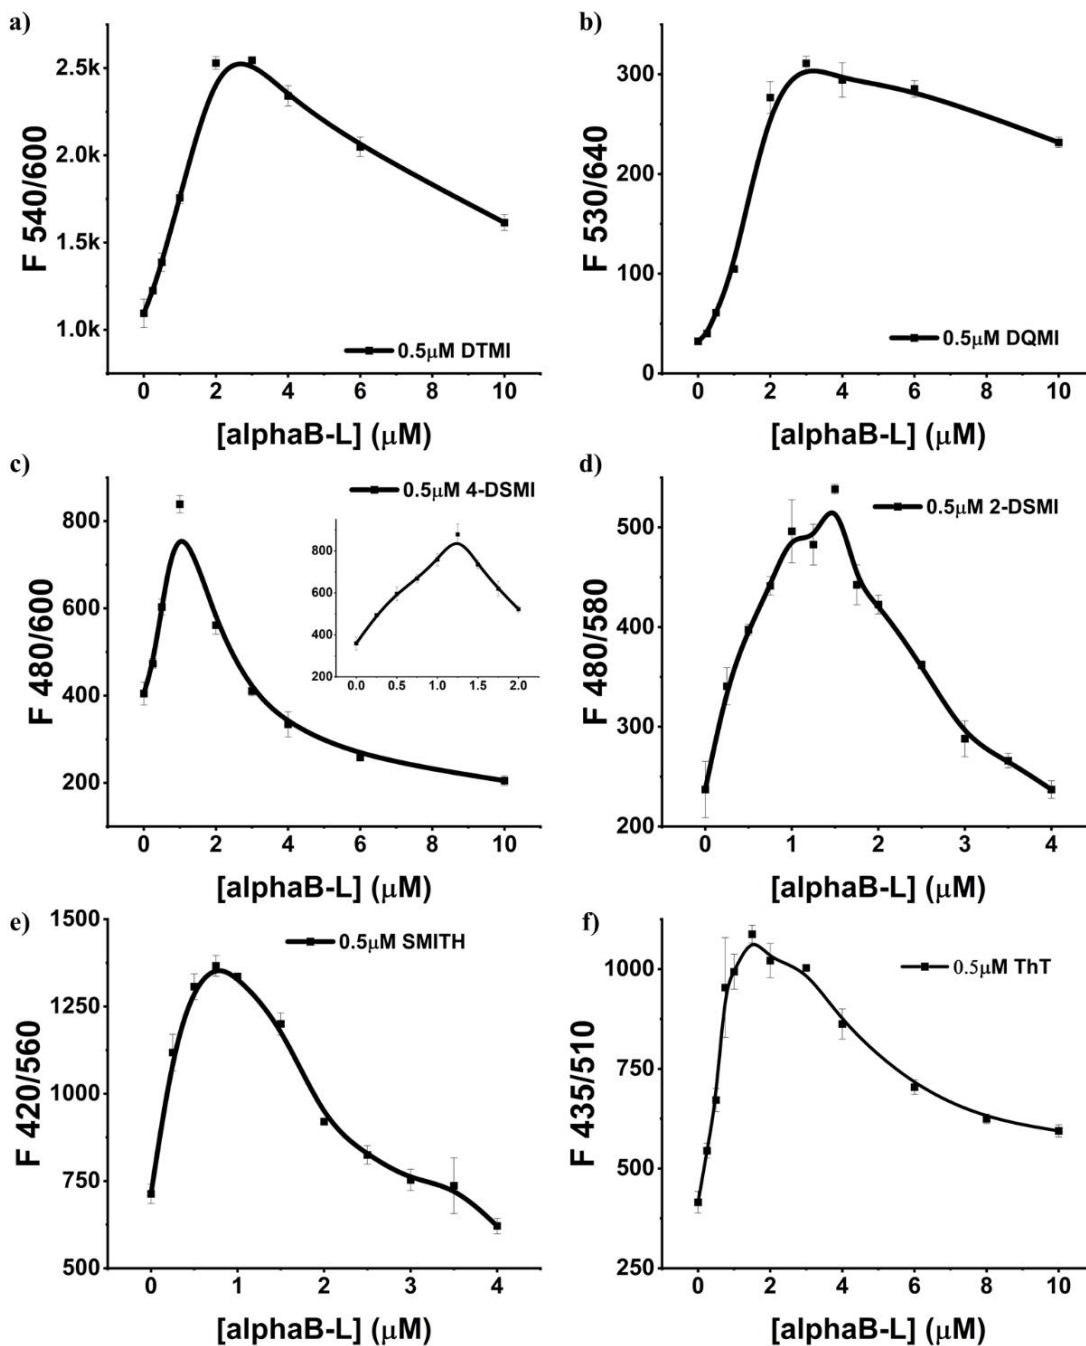 a)
2.5k
2.0k
1.5k
1.0k
F 540/600
0.5μM DTMI
0 2 4 6 8 10
[alphaB-L] (μM)
b)
300
200
100
0
F 530/640
0.5μM DQMI
0 2 4 6 8 10
[alphaB-L] (μM)
c)
800
600
400
200
F 480/600
0.5μM 4-DSMI
800
600
400
200
0.0 0.5 1.0 1.5 2.0
0 2 4 6 8 10
[alphaB-L] (μM)
d)
500
400
300
200
F 480/580
0.5μM 2-DSMI
0 1 2 3 4
[alphaB-L] (μM)
e)
1500
1250
1000
750
500
F 420/560
0.5μM SMITH
0 1 2 3 4
[alphaB-L] (μM)
f)
1000
750
500
250
F 435/510
0.5μM ThT
0 2 4 6 8 10
[alphaB-L] (μM)